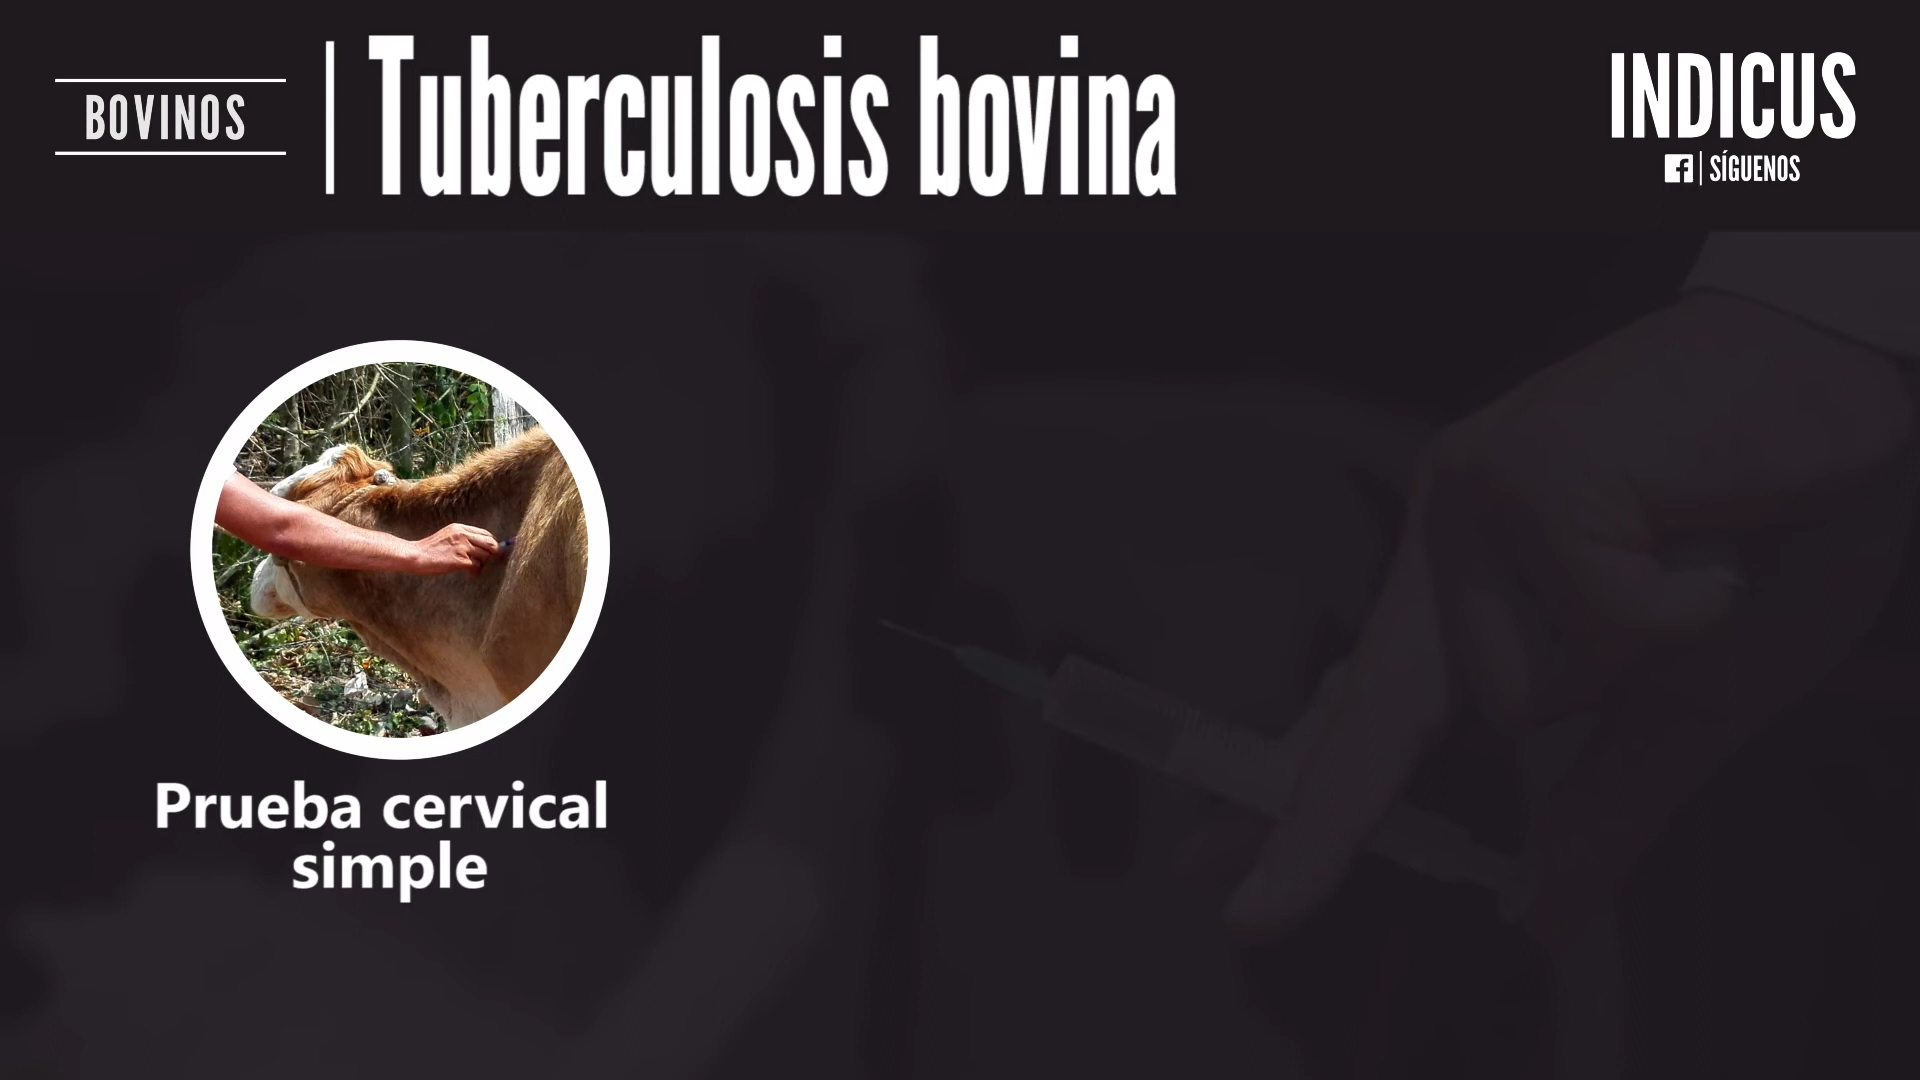 BOVINOS
Tuberculosis bovina
INDICUS
SÍGUENOS
Prueba cervical
simple